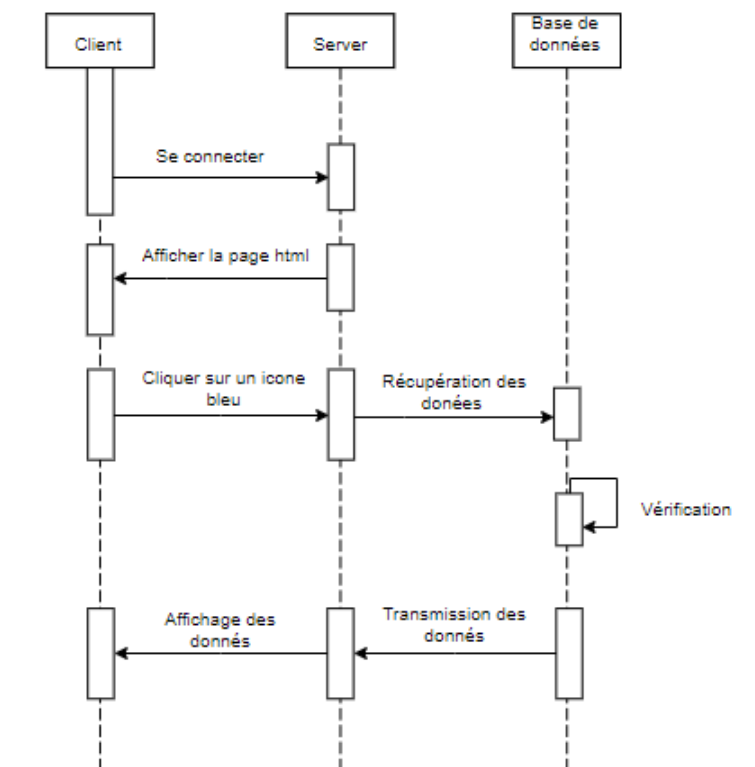 Client
Server
Base de
données
Se connecter
Afficher la page html
Cliquer sur un icone
bleu
Récupération des
donées
Vérification
Affichage des
donnés
Transmission des
donnés